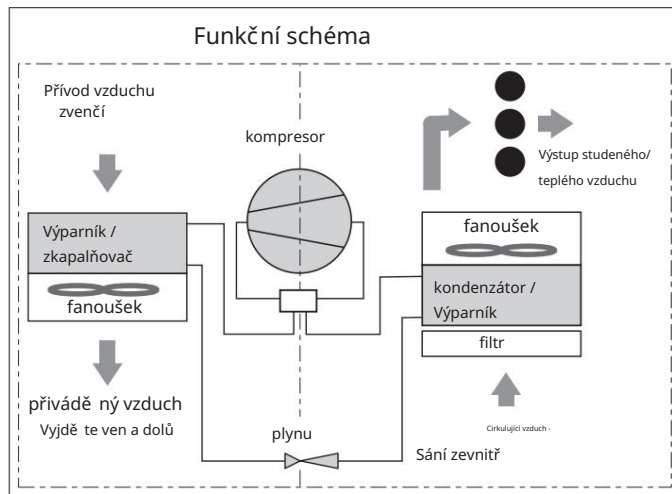 Funkční schéma
Přívod vzduchu
zvenčí
kompresor
Výstup studeného/
teplého vzduchu
Výparník /
zkapalňovač
fanoušek
fanoušek
kondenzátor /
Výparník
filtr
přívádě ný vzduch
Vyjdě te ven a dolů
plynu
Cirkulující vzduch -
Sání zevnitř